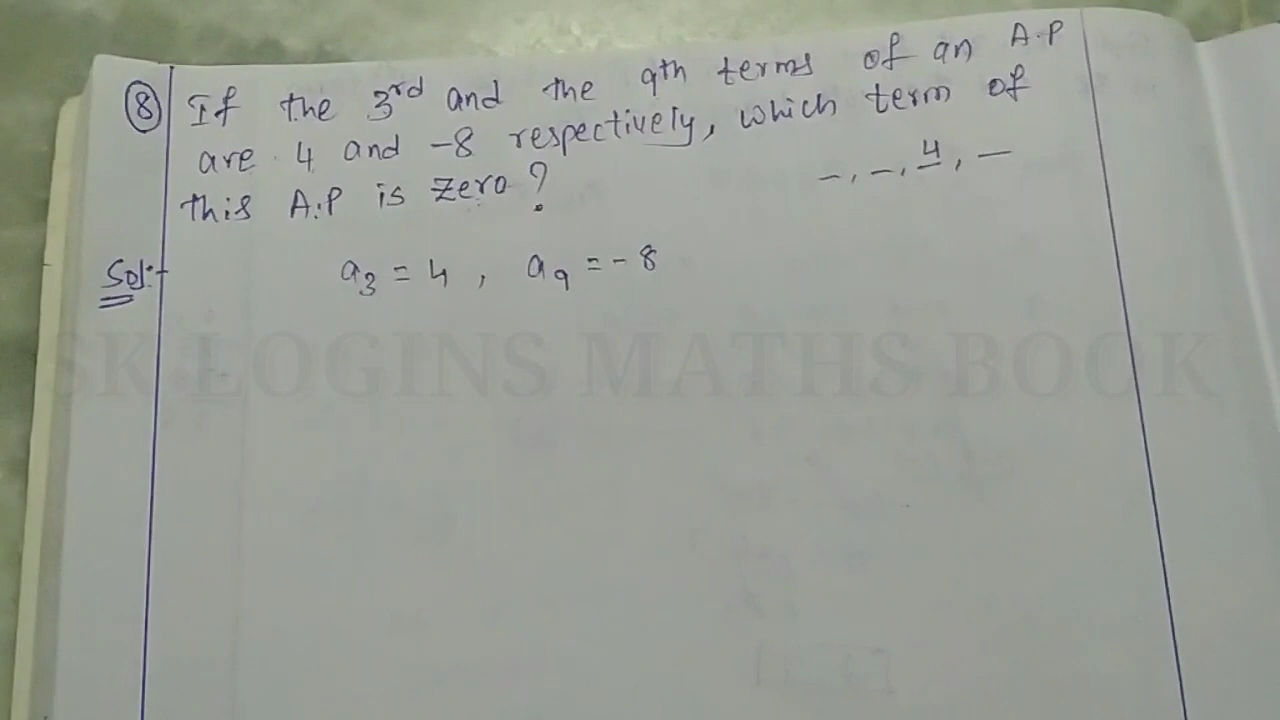 ⑧ If the 3rd and the 9th terms of an A.P
are 4 and -8 respectively, which term of
this A.P is zero?
-, -, 4, -
Sol:-
a3 = 4 , a9 = -8
SK LOGINS MATHS BOOK